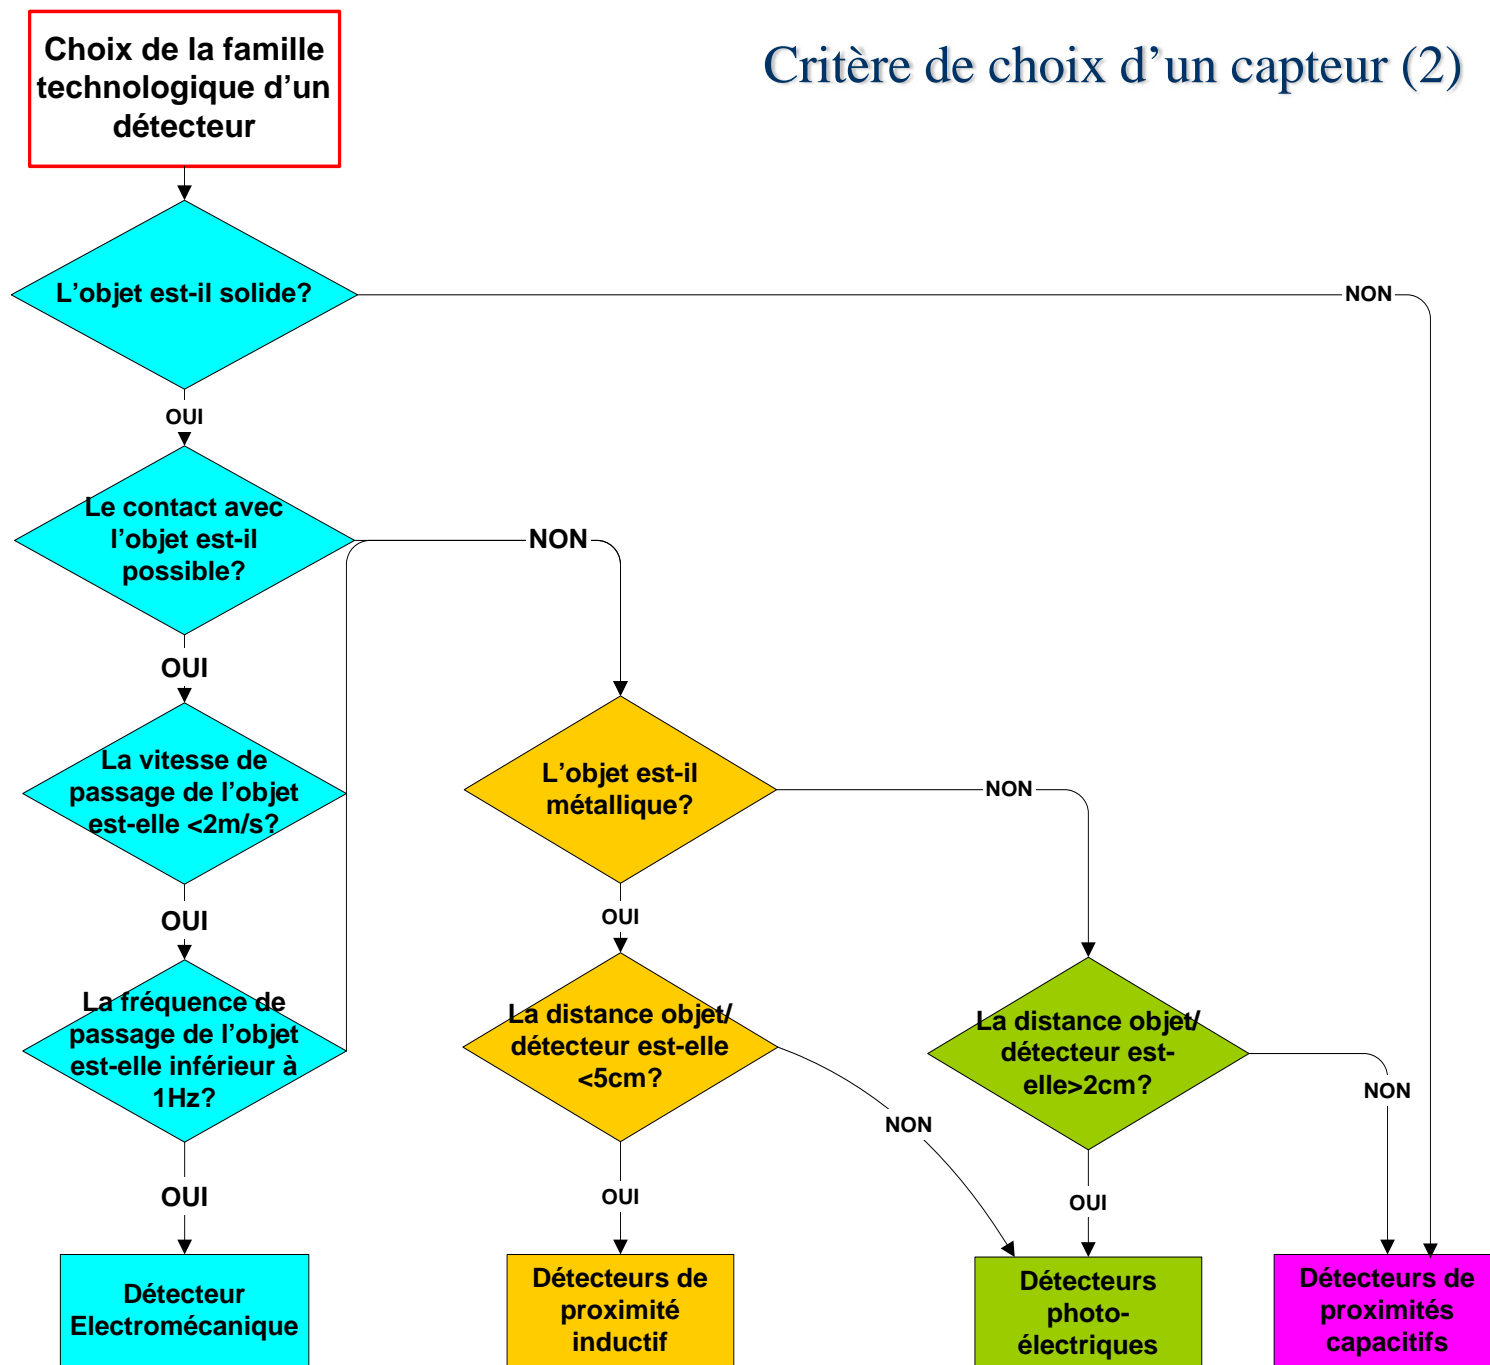 Choix de la famille
technologique d’un
détecteur
Critère de choix d’un capteur (2)
L’objet est-il solide?
NON
OUI
Le contact avec
l’objet est-il
possible?
NON
OUI
La vitesse de
passage de l’objet
est-elle <2m/s?
L’objet est-il
métallique?
NON
OUI
OUI
La fréquence de
passage de l’objet
est-elle inférieur à
1Hz?
La distance objet/
détecteur est-elle
<5cm?
La distance objet/
détecteur est-
elle>2cm?
NON
NON
OUI
OUI
OUI
Détecteur
Electromécanique
Détecteurs de
proximité
inductif
Détecteurs
photo-
électriques
Détecteurs de
proximités
capacitifs